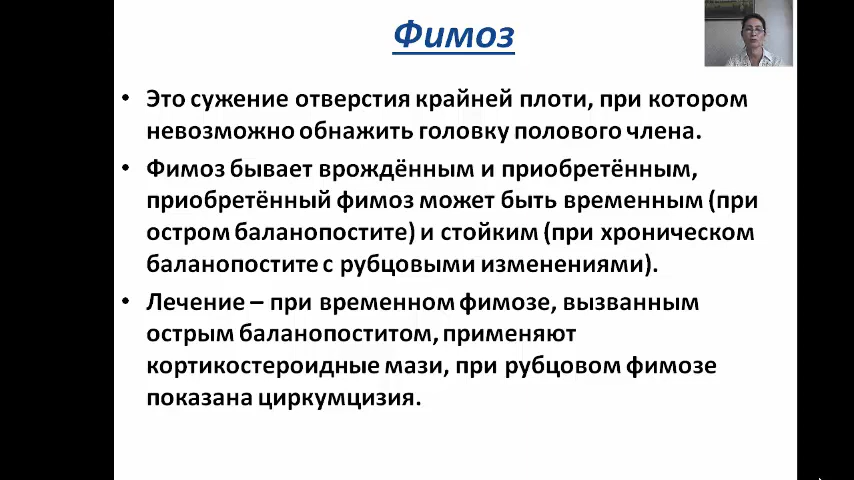 Фимоз
• Это сужение отверстия крайней плоти, при котором
невозможно обнажить головку полового члена.
• Фимоз бывает врождённым и приобретённым,
приобретённый фимоз может быть временным (при
остром баланопостите) и стойким (при хроническом
баланопостите с рубцовыми изменениями).
• Лечение – при временном фимозе, вызванным
острым баланопоститом, применяют
кортикостероидные мази, при рубцовом фимозе
показана циркумцизия.